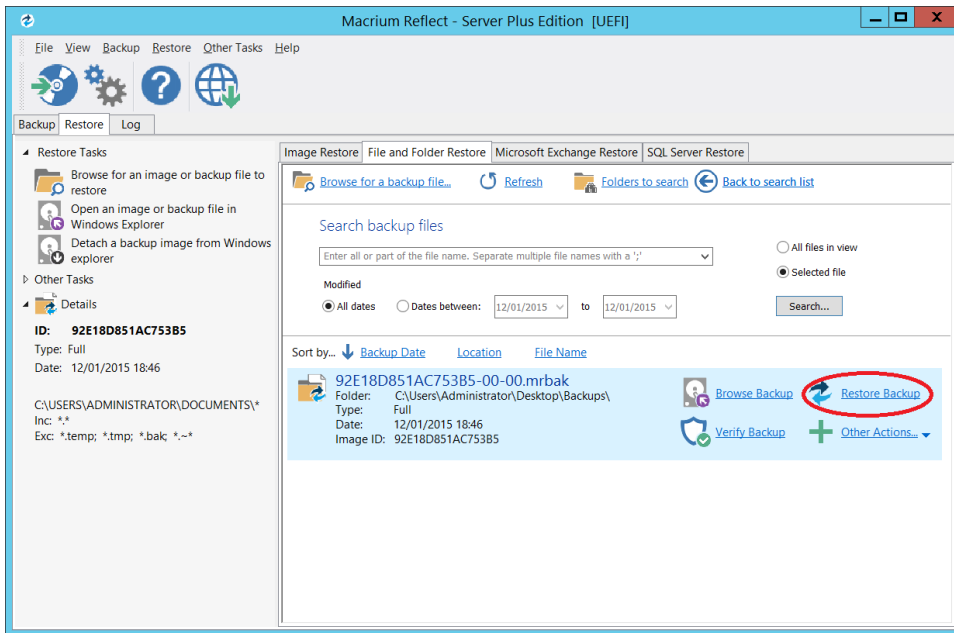 Macrium Reflect - Server Plus Edition [UEFI]
File View Backup Restore Other Tasks Help
Backup Restore Log
Restore Tasks
Browse for an image or backup file to
restore
Open an image or backup file in
Windows Explorer
Detach a backup image from Windows
explorer
Other Tasks
Details
ID: 92E18D851AC753B5
Type: Full
Date: 12/01/2015 18:46
C:\USERS\ADMINISTRATOR\DOCUMENTS\*
Inc: *.*
Exc: *.temp; *.tmp; *.bak; *.~*
Image Restore File and Folder Restore Microsoft Exchange Restore SQL Server Restore
Browse for a backup file... Refresh Folders to search Back to search list
Search backup files
Enter all or part of the file name. Separate multiple file names with a ';'
All files in view
Selected file
Modified
All dates Dates between: 12/01/2015 to 12/01/2015 Search...
Sort by... Backup Date Location File Name
92E18D851AC753B5-00-00.mrbak
Folder: C:\Users\Administrator\Desktop\Backups\
Type: Full
Date: 12/01/2015 18:46
Image ID: 92E18D851AC753B5
Browse Backup Restore Backup
Verify Backup Other Actions...